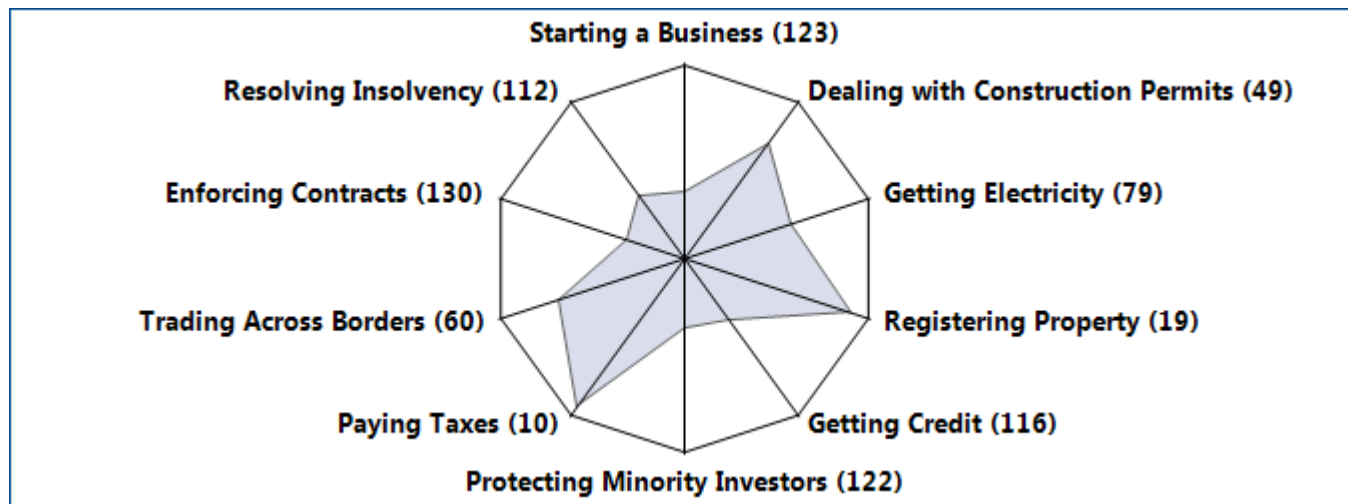 Starting a Business (123)
Resolving Insolvency (112)
Dealing with Construction Permits (49)
Enforcing Contracts (130)
Getting Electricity (79)
Trading Across Borders (60)
Registering Property (19)
Paying Taxes (10)
Getting Credit (116)
Protecting Minority Investors (122)